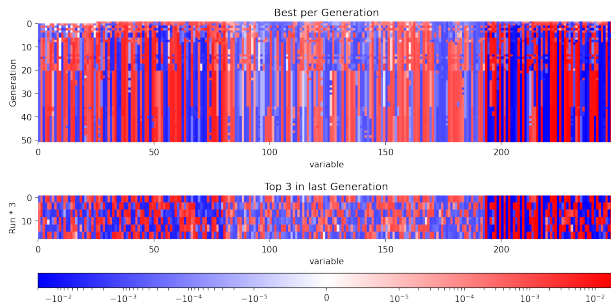 Best per Generation
0
10
20
30
40
50
Generation
0 50 100 150 200
variable
Top 3 in last Generation
0
10
Run * 3
0 50 100 150 200
variable
−10⁻² −10⁻³ −10⁻⁴ −10⁻⁵ 0 10⁻⁵ 10⁻⁴ 10⁻³ 10⁻²